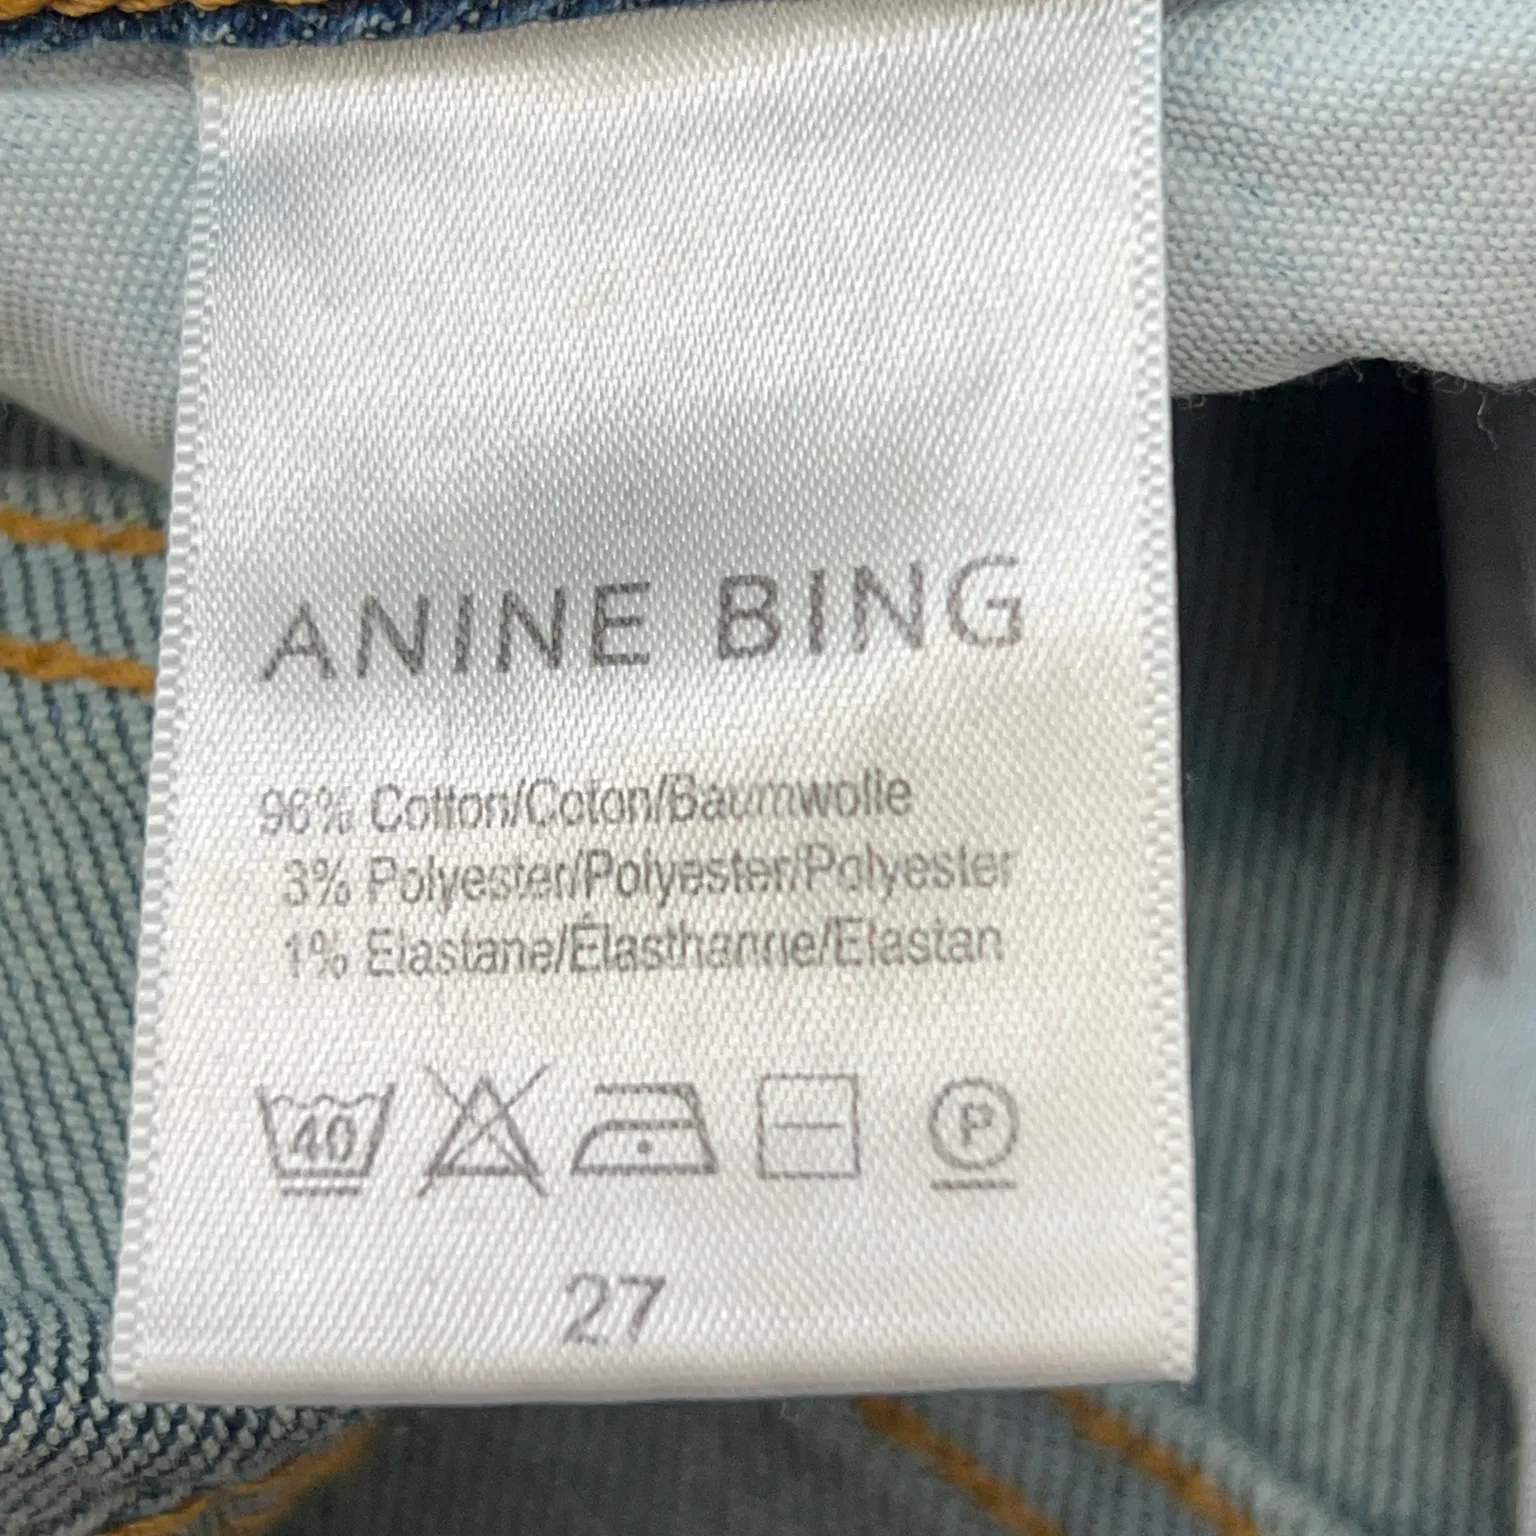 ANINE BING
96% Cotton/Coton/Baumwolle
3% Polyester/Polyester/Polyester
1% Elastane/Élasthanne/Elastan
40 P
27